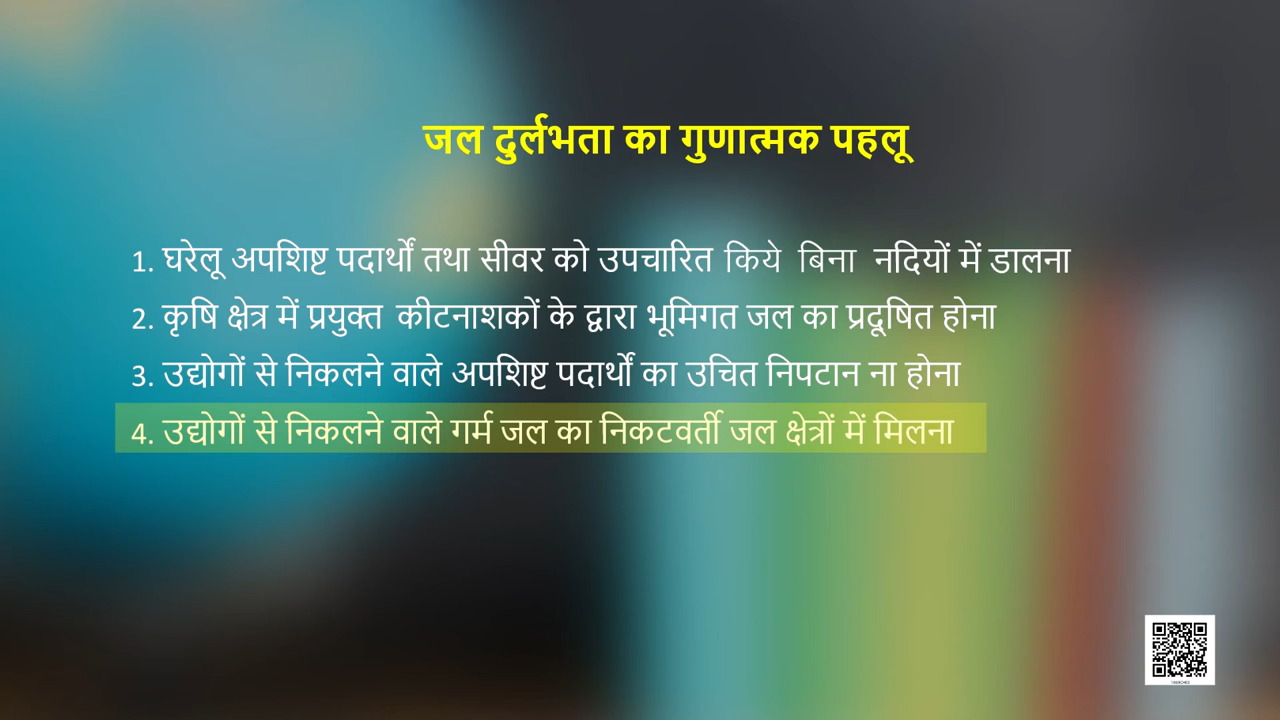 जल दुर्लभता का गुणात्मक पहलू
1. घरेलू अपशिष्ट पदार्थों तथा सीवर को उपचारित किये बिना नदियों में डालना
2. कृषि क्षेत्र में प्रयुक्त कीटनाशकों के द्वारा भूमिगत जल का प्रदूषित होना
3. उद्योगों से निकलने वाले अपशिष्ट पदार्थों का उचित निपटान ना होना
4. उद्योगों से निकलने वाले गर्म जल का निकटवर्ती जल क्षेत्रों में मिलना